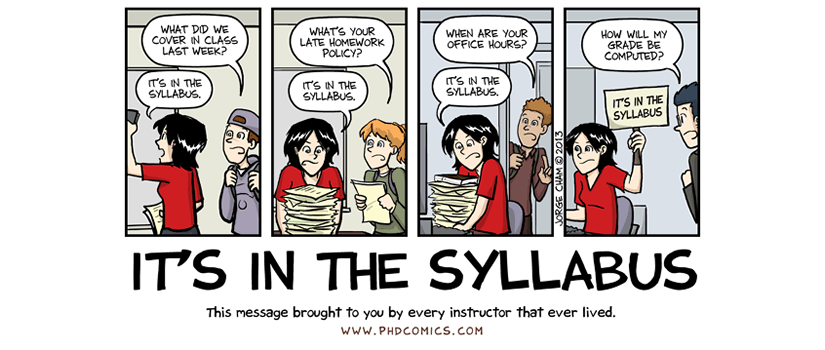 WHAT DID WE
COVER IN CLASS
LAST WEEK?
IT'S IN THE
SYLLABUS.
WHAT'S YOUR
LATE HOMEWORK
POLICY?
IT'S IN THE
SYLLABUS.
WHEN ARE YOUR
OFFICE HOURS?
IT'S IN THE
SYLLABUS.
HOW WILL MY
GRADE BE
COMPUTED?
IT'S IN THE
SYLLABUS
JORGE CHAM © 2013
IT'S IN THE SYLLABUS
This message brought to you by every instructor that ever lived.
WWW.PHDCOMICS.COM